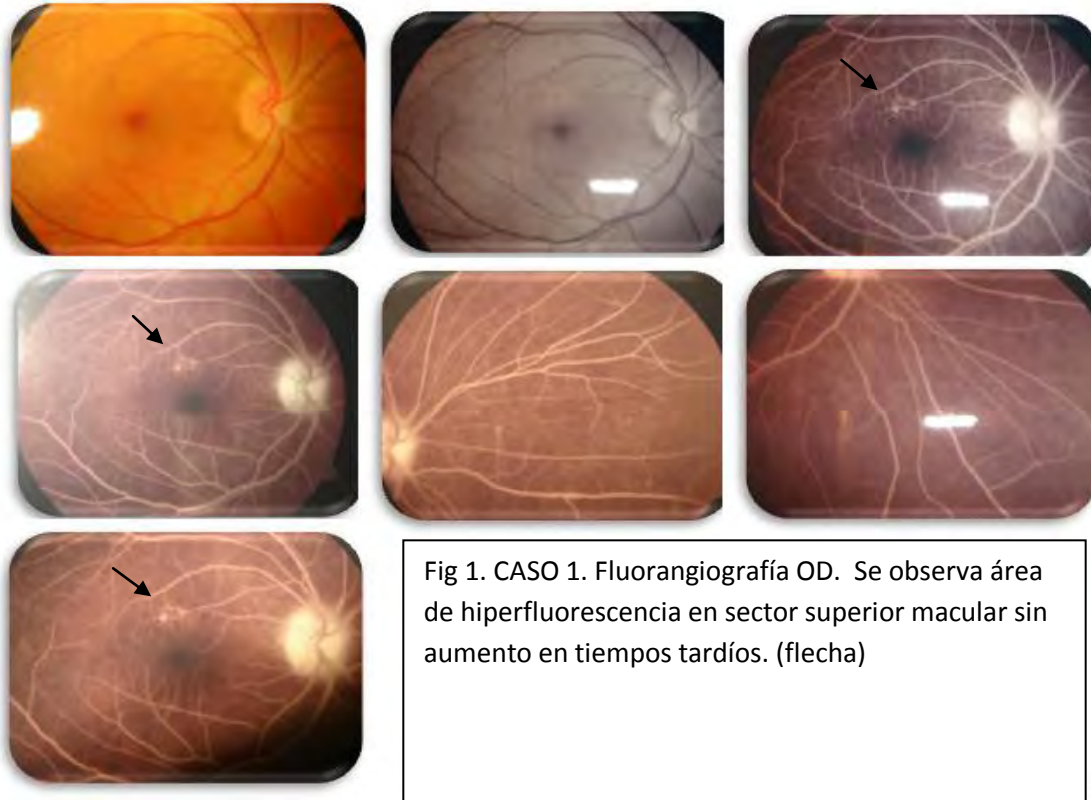 Fig 1. CASO 1. Fluorangiografía OD. Se observa área
de hiperfluorescencia en sector superior macular sin
aumento en tiempos tardíos. (flecha)